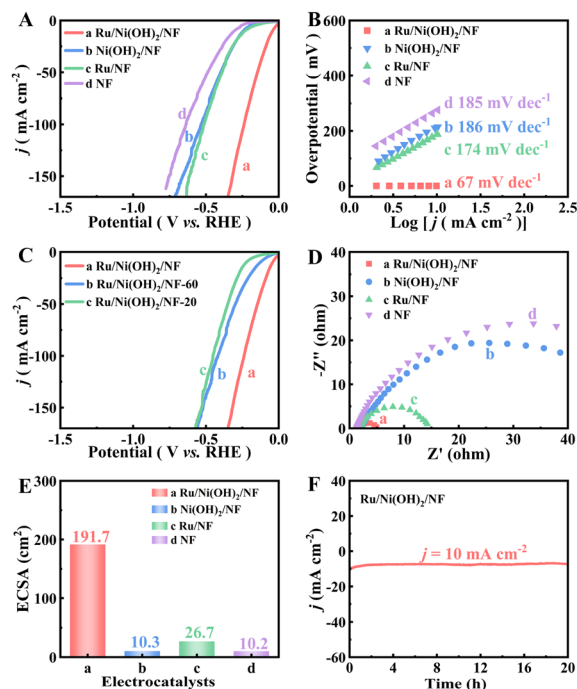 A
a Ru/Ni(OH)₂/NF
b Ni(OH)₂/NF
c Ru/NF
d NF
d
b
c
a
0
-50
-100
-150
-1.5
-1.0
-0.5
0.0
j (mA cm⁻²)
Potential ( V vs. RHE)
B
a Ru/Ni(OH)₂/NF
b Ni(OH)₂/NF
c Ru/NF
d NF
d 185 mV dec⁻¹
b 186 mV dec⁻¹
c 174 mV dec⁻¹
a 67 mV dec⁻¹
600
400
200
0
0.0
0.5
1.0
1.5
2.0
2.5
Overpotential ( mV)
Log [ j ( mA cm⁻²)]
C
a Ru/Ni(OH)₂/NF
b Ru/Ni(OH)₂/NF-60
c Ru/Ni(OH)₂/NF-20
c
b
a
0
-50
-100
-150
-1.5
-1.0
-0.5
0.0
j (mA cm⁻²)
Potential ( V vs. RHE)
D
a Ru/Ni(OH)₂/NF
b Ni(OH)₂/NF
c Ru/NF
d NF
d
b
c
a
40
30
20
10
0
0
10
20
30
40
-Z'' (ohm)
Z' (ohm)
E
a Ru/Ni(OH)₂/NF
b Ni(OH)₂/NF
c Ru/NF
d NF
191.7
10.3
26.7
10.2
300
200
100
0
a
b
c
d
ECSA (cm²)
Electrocatalysts
F
Ru/Ni(OH)₂/NF
j = 10 mA cm⁻²
40
20
0
-20
-40
-60
0
4
8
12
16
20
j (mA cm⁻²)
Time (h)